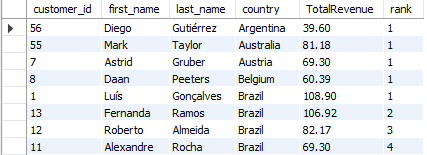 customer_id first_name last_name country TotalRevenue rank
56 Diego Gutiérrez Argentina 39.60 1
55 Mark Taylor Australia 81.18 1
7 Astrid Gruber Austria 69.30 1
8 Daan Peeters Belgium 60.39 1
1 Luís Gonçalves Brazil 108.90 1
13 Fernanda Ramos Brazil 106.92 2
12 Roberto Almeida Brazil 82.17 3
11 Alexandre Rocha Brazil 69.30 4